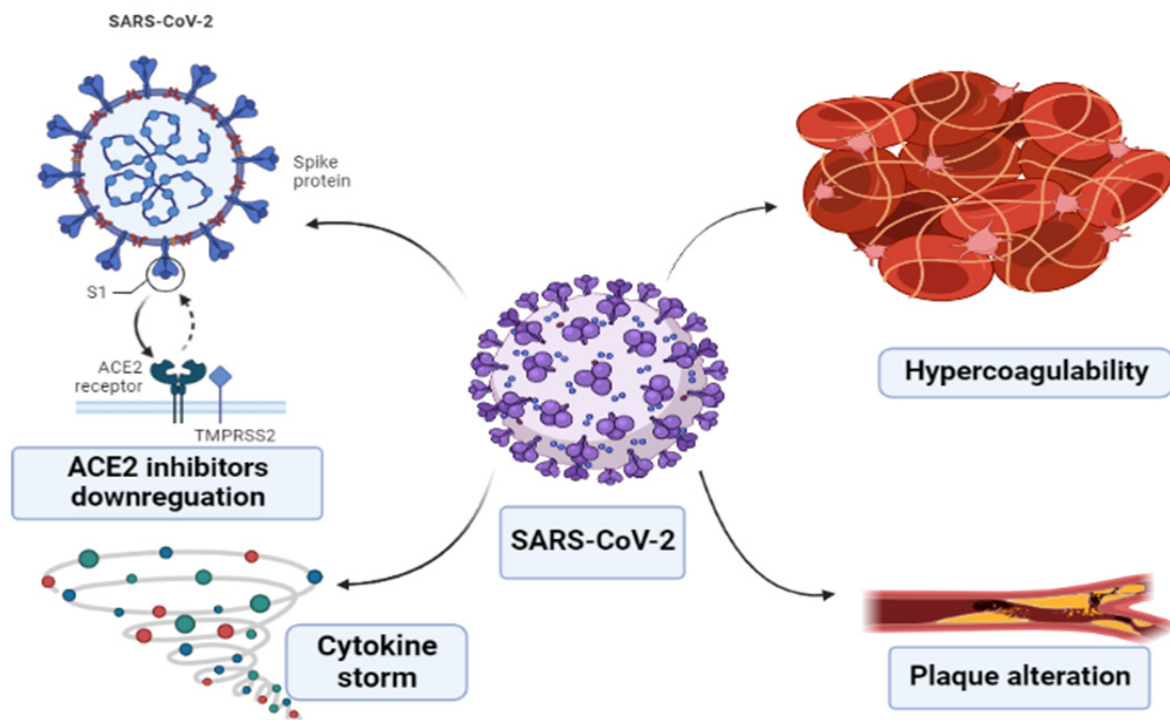 SARS-CoV-2
Spike
protein
S1
ACE2
receptor
TMPRSS2
ACE2 inhibitors
downreguation
Cytokine
storm
SARS-CoV-2
Hypercoagulability
Plaque alteration